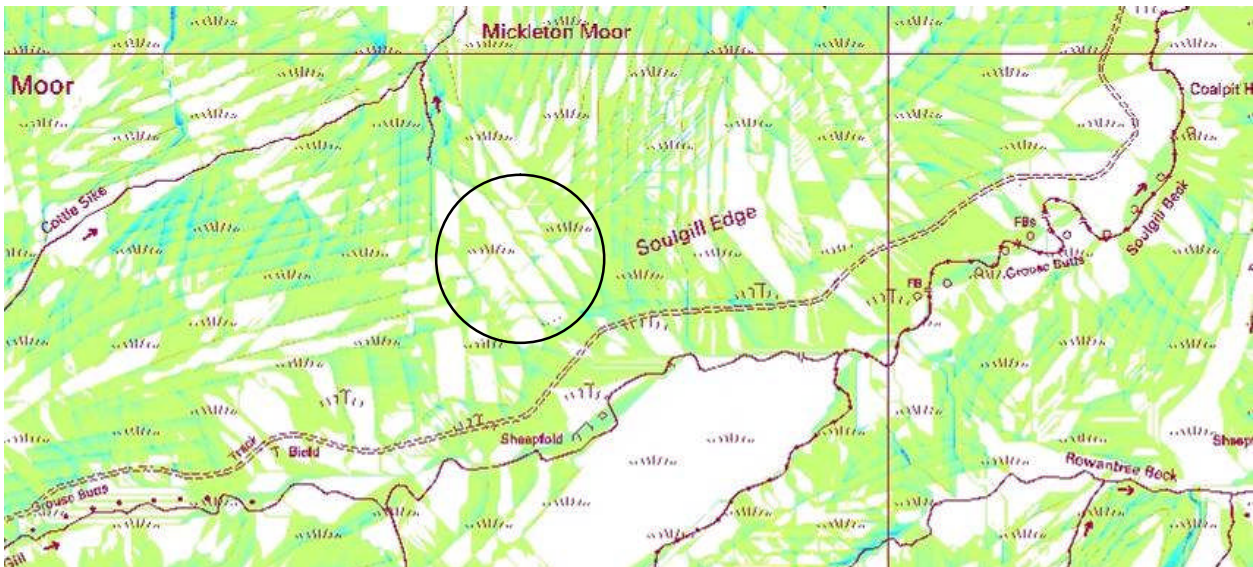 Mickleton Moor
Moor
Coalpit H
Cottle Sike
Soulgill Edge
FBs
Soulgill Beck
Grouse Butts
FB
Sheepfold
Track
Bield
Rowantree Beck
Sheepf
Grouse Butts
Gill